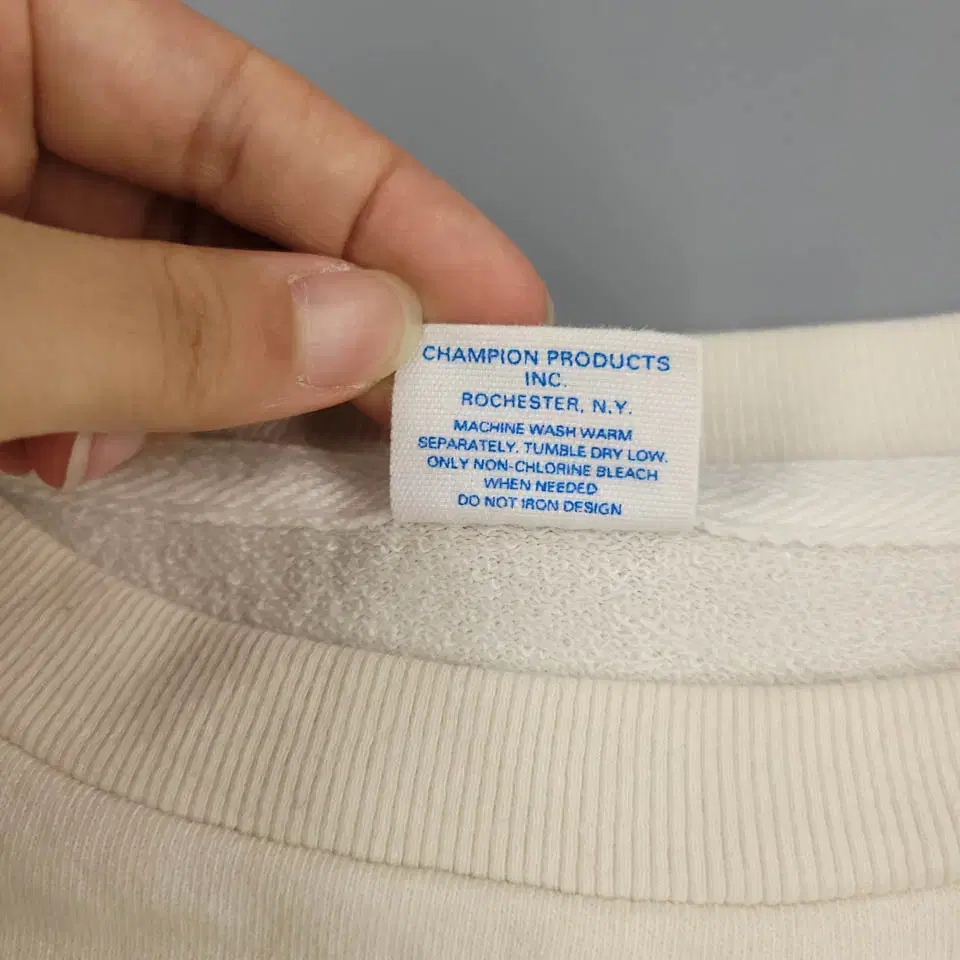 CHAMPION PRODUCTS
INC.
ROCHESTER, N.Y.
MACHINE WASH WARM
SEPARATELY. TUMBLE DRY LOW.
ONLY NON-CHLORINE BLEACH
WHEN NEEDED
DO NOT IRON DESIGN